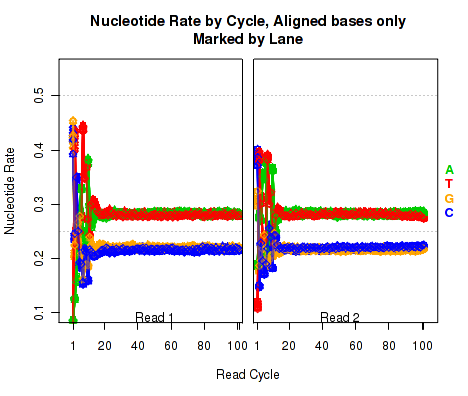 Nucleotide Rate by Cycle, Aligned bases only
Marked by Lane
Nucleotide Rate
0.5
0.4
0.3
0.2
0.1
A
T
G
C
Read 1
Read 2
1 20 40 60 80 100
1 20 40 60 80 100
Read Cycle